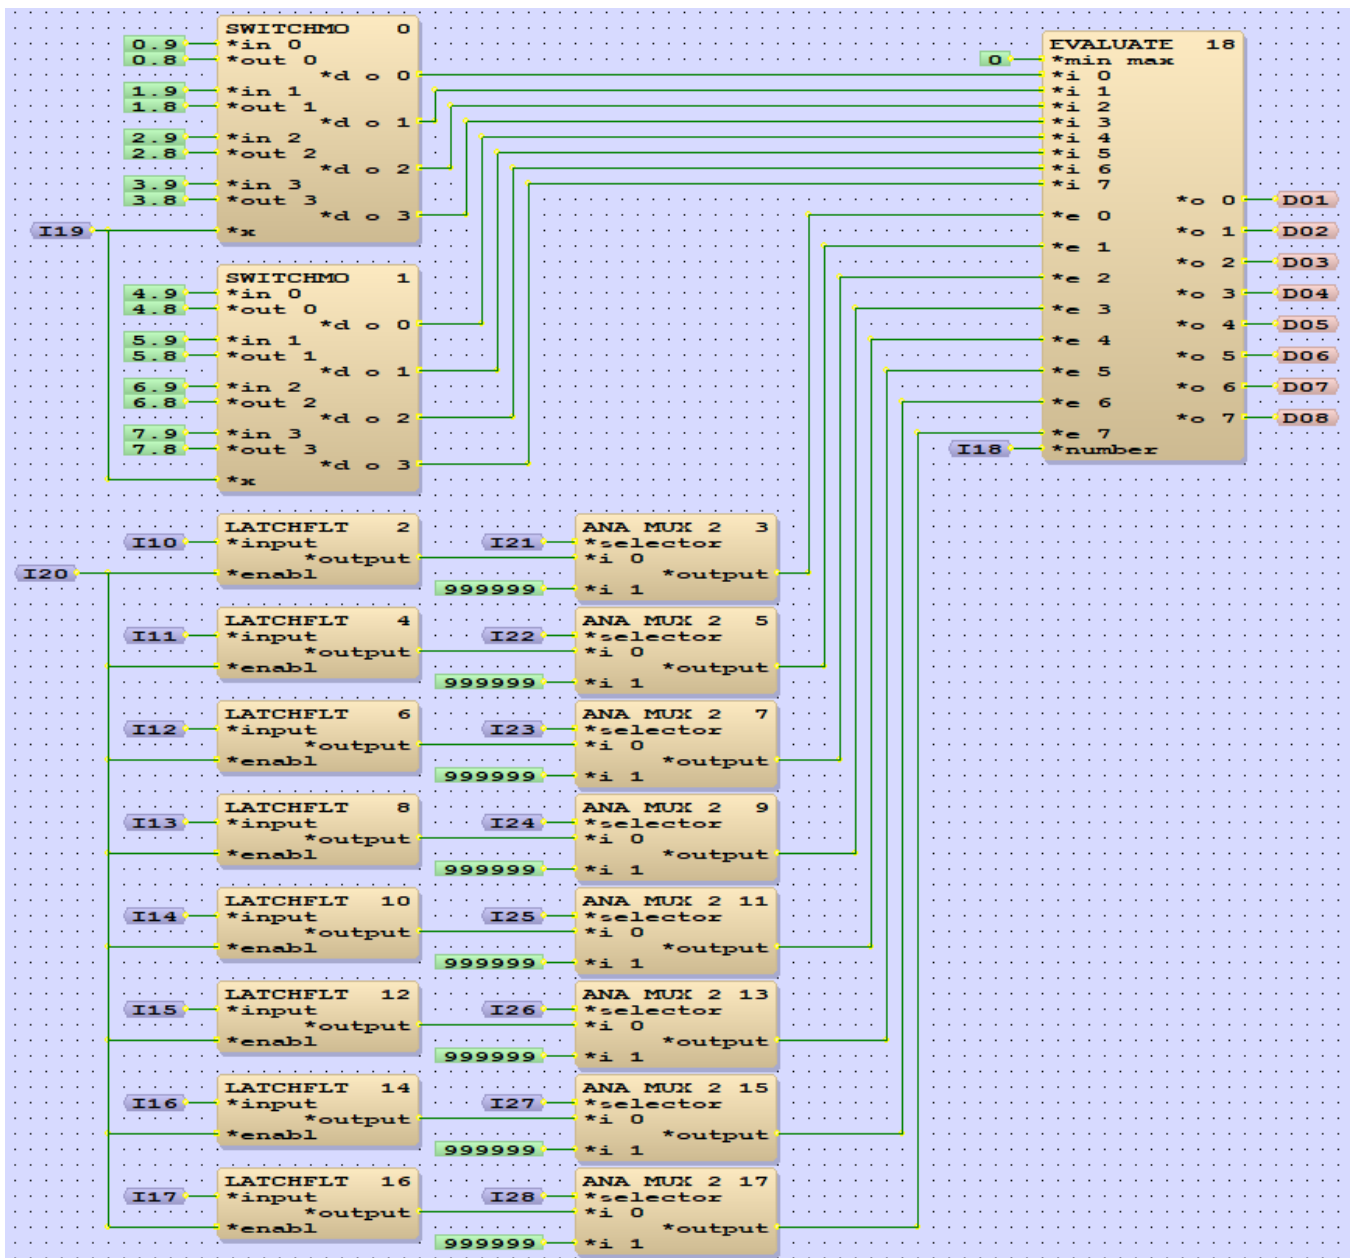 SWITCHMO 0
0.9 *in 0
0.8 *out 0
*d o 0
1.9 *in 1
1.8 *out 1
*d o 1
2.9 *in 2
2.8 *out 2
*d o 2
3.9 *in 3
3.8 *out 3
*d o 3
I19 *x
SWITCHMO 1
4.9 *in 0
4.8 *out 0
*d o 0
5.9 *in 1
5.8 *out 1
*d o 1
6.9 *in 2
6.8 *out 2
*d o 2
7.9 *in 3
7.8 *out 3
*d o 3
*x
EVALUATE 18
0 *min max
*i 0
*i 1
*i 2
*i 3
*i 4
*i 5
*i 6
*i 7
*o 0 DO1
*e 0
*o 1 DO2
*e 1
*o 2 DO3
*e 2
*o 3 DO4
*e 3
*o 4 DO5
*e 4
*o 5 DO6
*e 5
*o 6 DO7
*e 6
*o 7 DO8
*e 7
I18 *number
LATCHFLT 2
I10 *input
*output
I20 *enabl
ANA MUX 2 3
I21 *selector
*i 0
*output
999999 *i 1
LATCHFLT 4
I11 *input
*output
*enabl
ANA MUX 2 5
I22 *selector
*i 0
*output
999999 *i 1
LATCHFLT 6
I12 *input
*output
*enabl
ANA MUX 2 7
I23 *selector
*i 0
*output
999999 *i 1
LATCHFLT 8
I13 *input
*output
*enabl
ANA MUX 2 9
I24 *selector
*i 0
*output
999999 *i 1
LATCHFLT 10
I14 *input
*output
*enabl
ANA MUX 2 11
I25 *selector
*i 0
*output
999999 *i 1
LATCHFLT 12
I15 *input
*output
*enabl
ANA MUX 2 13
I26 *selector
*i 0
*output
999999 *i 1
LATCHFLT 14
I16 *input
*output
*enabl
ANA MUX 2 15
I27 *selector
*i 0
*output
999999 *i 1
LATCHFLT 16
I17 *input
*output
*enabl
ANA MUX 2 17
I28 *selector
*i 0
*output
999999 *i 1